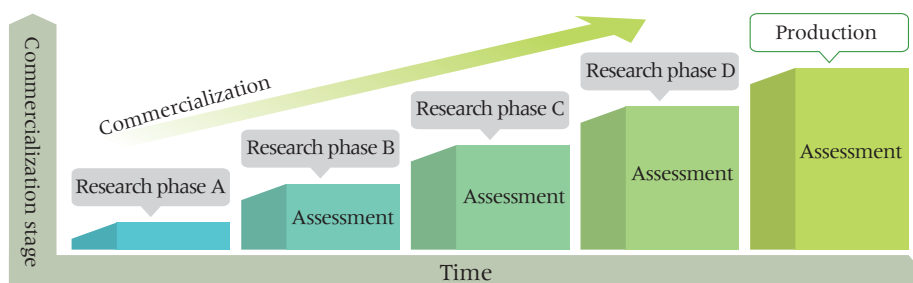 Commercialization stage
Commercialization
Research phase A
Research phase B
Assessment
Research phase C
Assessment
Research phase D
Assessment
Production
Assessment
Time